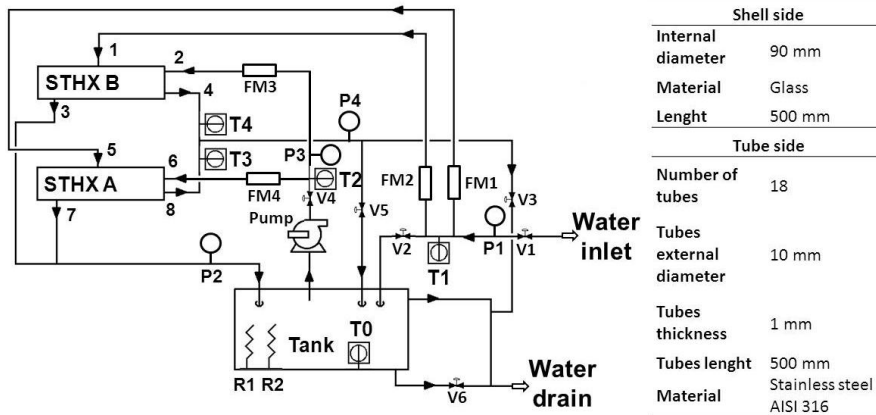 1
2
STHX B
FM3
3
4
T4
P4
5
6
T3
P3
T2
STHX A
FM4
V4
FM2
FM1
7
8
Pump
V5
V3
Water
inlet
P2
V2
P1
V1
T1
Tank
T0
R1 R2
V6
Water
drain
Shell side
Internal
diameter
90 mm
Material
Glass
Lenght
500 mm
Tube side
Number of
tubes
18
Tubes
external
diameter
10 mm
Tubes
thickness
1 mm
Tubes lenght
500 mm
Material
Stainless steel
AISI 316